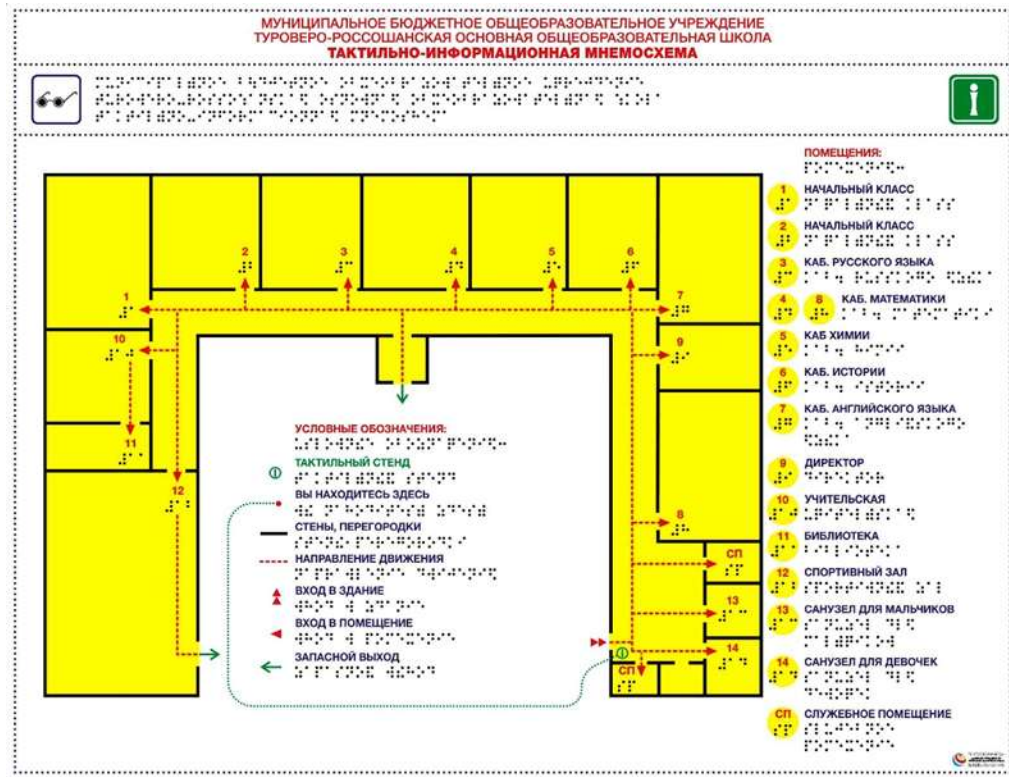 МУНИЦИПАЛЬНОЕ БЮДЖЕТНОЕ ОБЩЕОБРАЗОВАТЕЛЬНОЕ УЧРЕЖДЕНИЕ
ТУРОВЕРО-РОССОШАНСКАЯ ОСНОВНАЯ ОБЩЕОБРАЗОВАТЕЛЬНАЯ ШКОЛА
ТАКТИЛЬНО-ИНФОРМАЦИОННАЯ МНЕМОСХЕМА
i
1
2
3
4
5
6
7
10
9
11
12
8
СП
13
14
СП
УСЛОВНЫЕ ОБОЗНАЧЕНИЯ:
ТАКТИЛЬНЫЙ СТЕНД
ВЫ НАХОДИТЕСЬ ЗДЕСЬ
СТЕНЫ, ПЕРЕГОРОДКИ
НАПРАВЛЕНИЕ ДВИЖЕНИЯ
ВХОД В ЗДАНИЕ
ВХОД В ПОМЕЩЕНИЕ
ЗАПАСНОЙ ВЫХОД
ПОМЕЩЕНИЯ:
1 НАЧАЛЬНЫЙ КЛАСС
2 НАЧАЛЬНЫЙ КЛАСС
3 КАБ. РУССКОГО ЯЗЫКА
4 8 КАБ. МАТЕМАТИКИ
5 КАБ ХИМИИ
6 КАБ. ИСТОРИИ
7 КАБ. АНГЛИЙСКОГО ЯЗЫКА
9 ДИРЕКТОР
10 УЧИТЕЛЬСКАЯ
11 БИБЛИОТЕКА
12 СПОРТИВНЫЙ ЗАЛ
13 САНУЗЕЛ ДЛЯ МАЛЬЧИКОВ
14 САНУЗЕЛ ДЛЯ ДЕВОЧЕК
СП СЛУЖЕБНОЕ ПОМЕЩЕНИЕ